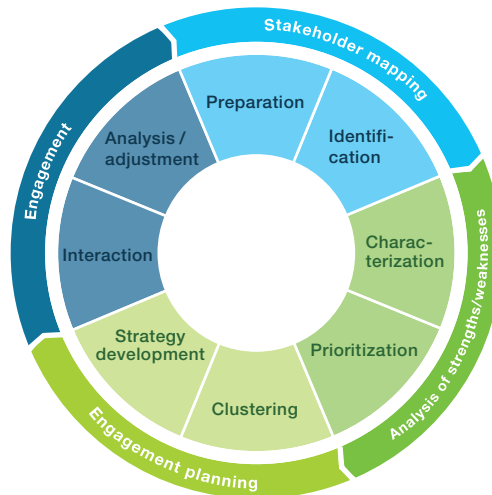 Stakeholder mapping
Preparation
Identifi-
cation
Analysis of strengths/weaknesses
Charac-
terization
Prioritization
Engagement planning
Clustering
Strategy
development
Engagement
Interaction
Analysis /
adjustment